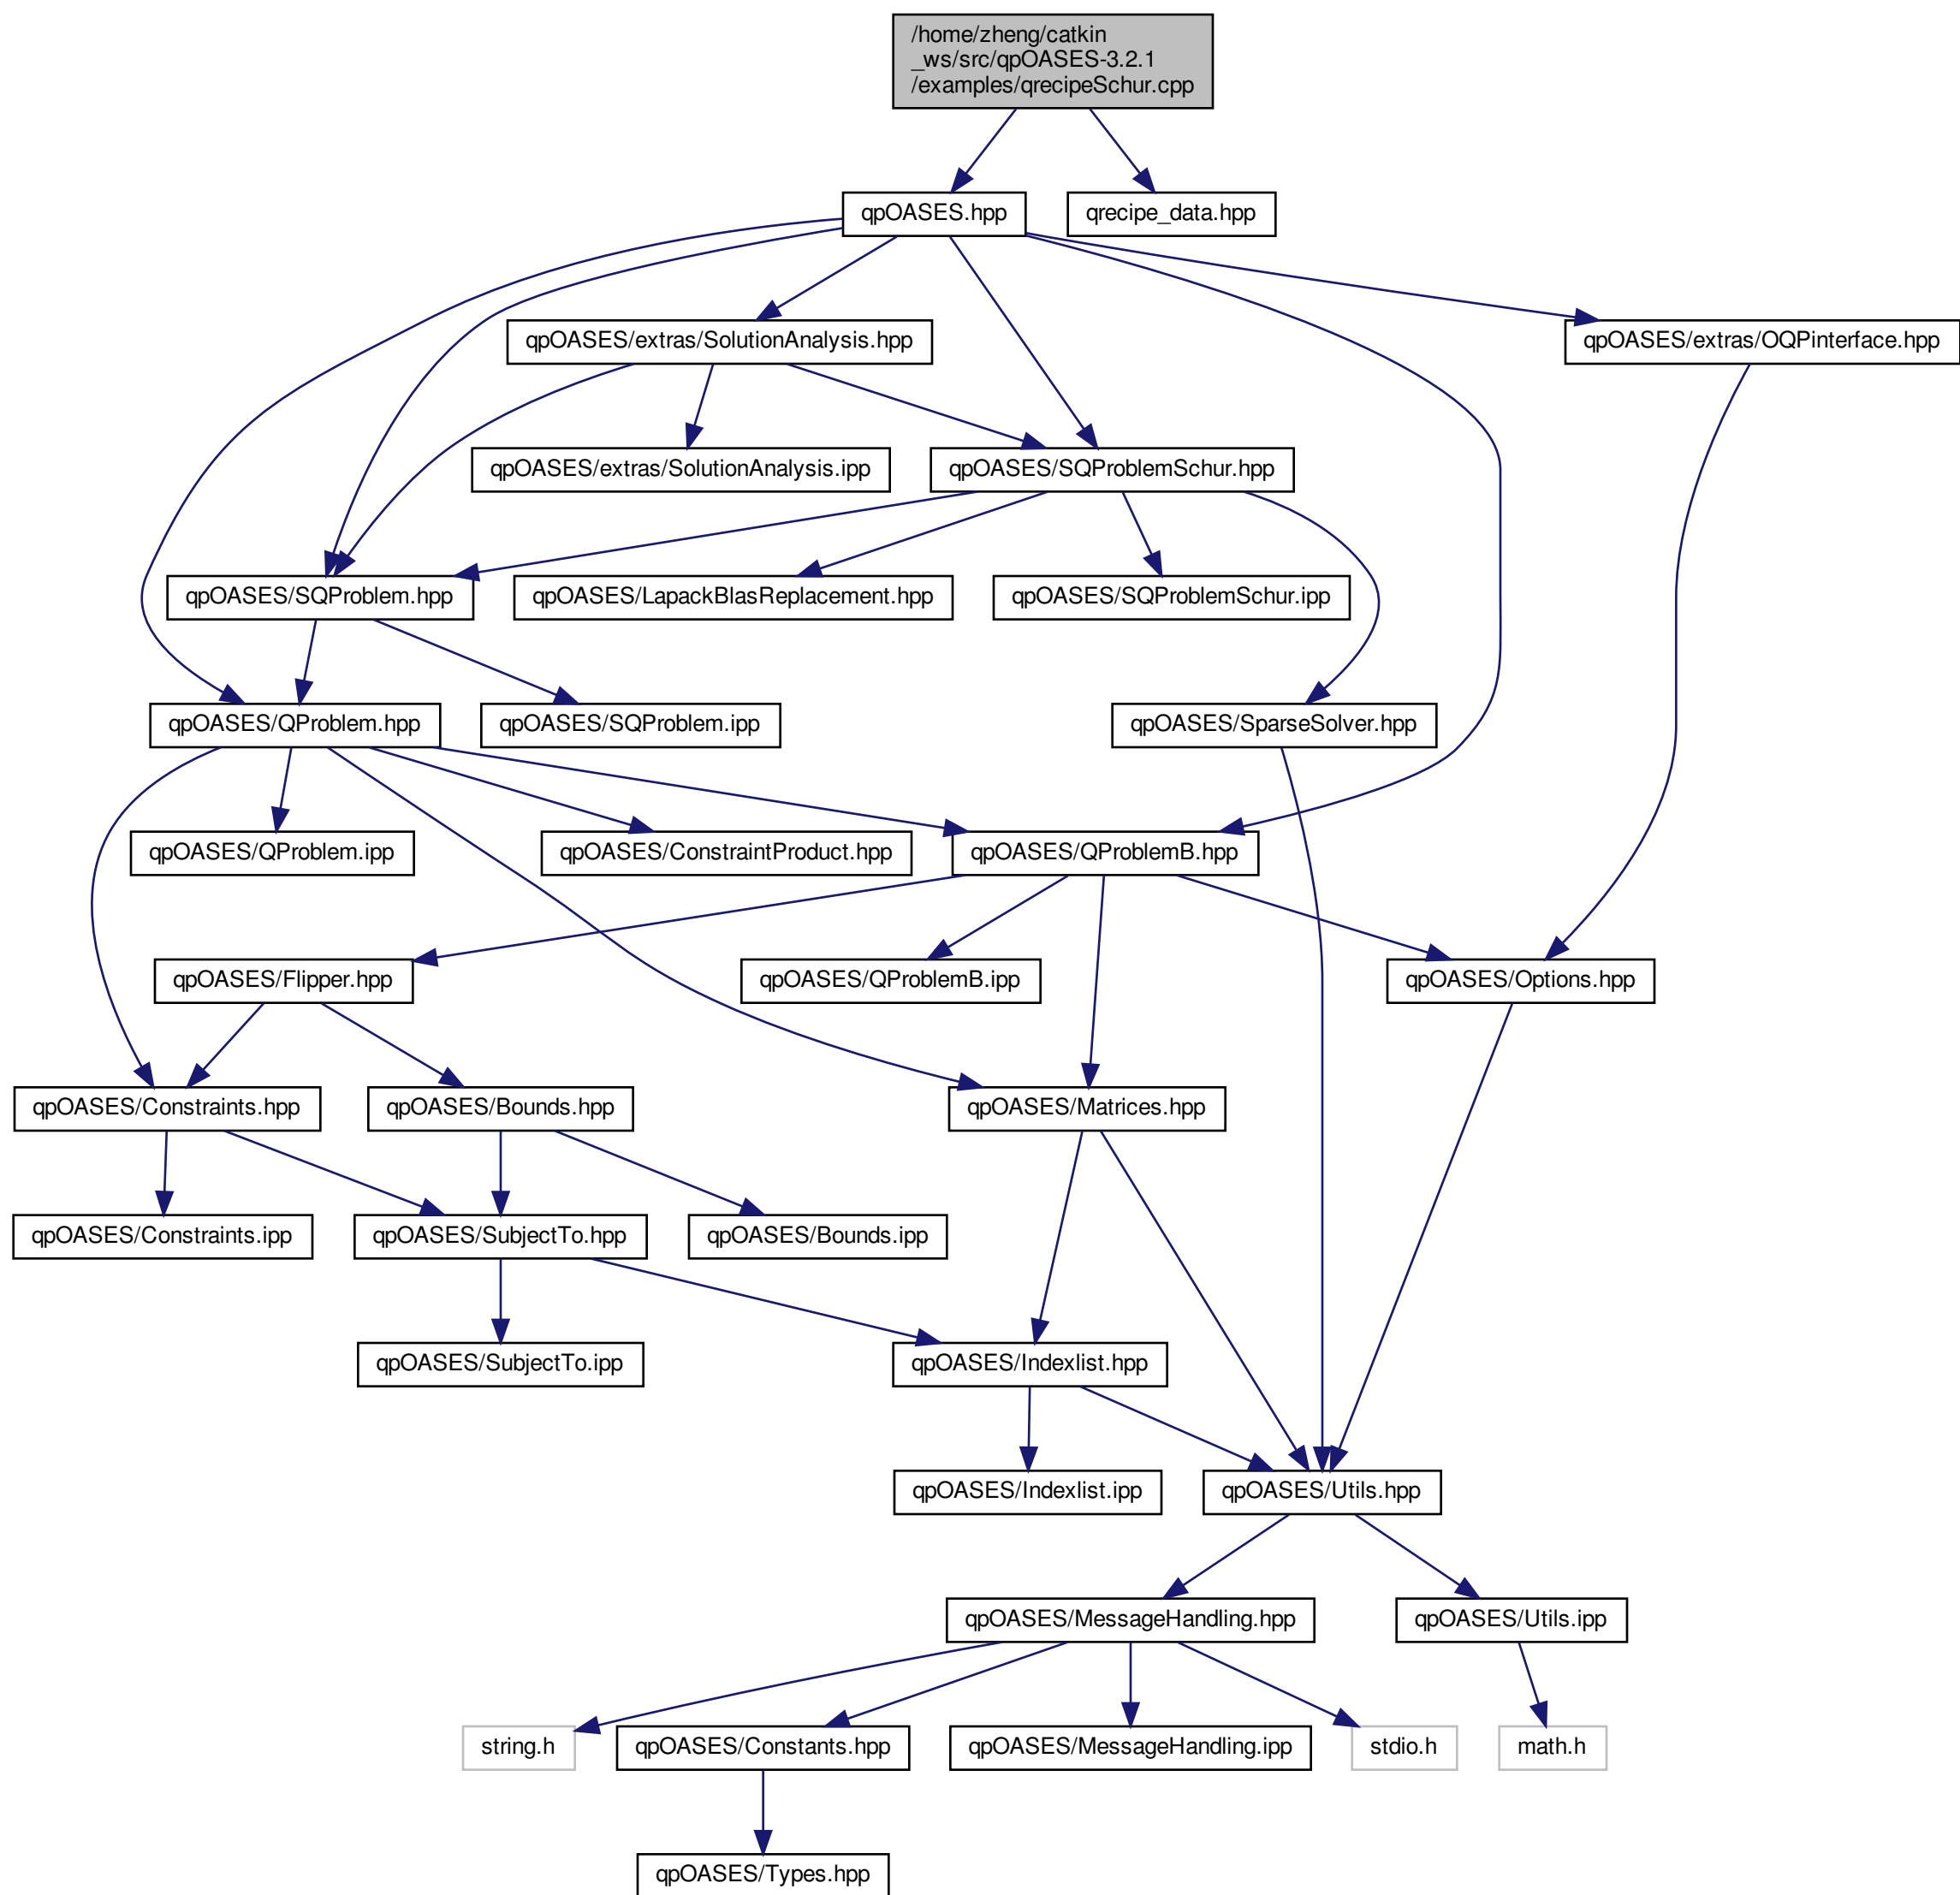 /home/zheng/catkin
_ws/src/qpOASES-3.2.1
/examples/qrecipeSchur.cpp
qpOASES.hpp
qrecipe_data.hpp
qpOASES/extras/SolutionAnalysis.hpp
qpOASES/extras/OQPinterface.hpp
qpOASES/extras/SolutionAnalysis.ipp
qpOASES/SQProblemSchur.hpp
qpOASES/SQProblem.hpp
qpOASES/LapackBlasReplacement.hpp
qpOASES/SQProblemSchur.ipp
qpOASES/QProblem.hpp
qpOASES/SQProblem.ipp
qpOASES/SparseSolver.hpp
qpOASES/QProblem.ipp
qpOASES/ConstraintProduct.hpp
qpOASES/QProblemB.hpp
qpOASES/Flipper.hpp
qpOASES/QProblemB.ipp
qpOASES/Options.hpp
qpOASES/Constraints.hpp
qpOASES/Bounds.hpp
qpOASES/Matrices.hpp
qpOASES/Constraints.ipp
qpOASES/SubjectTo.hpp
qpOASES/Bounds.ipp
qpOASES/SubjectTo.ipp
qpOASES/Indexlist.hpp
qpOASES/Indexlist.ipp
qpOASES/Utils.hpp
qpOASES/MessageHandling.hpp
qpOASES/Utils.ipp
string.h
qpOASES/Constants.hpp
qpOASES/MessageHandling.ipp
stdio.h
math.h
qpOASES/Types.hpp